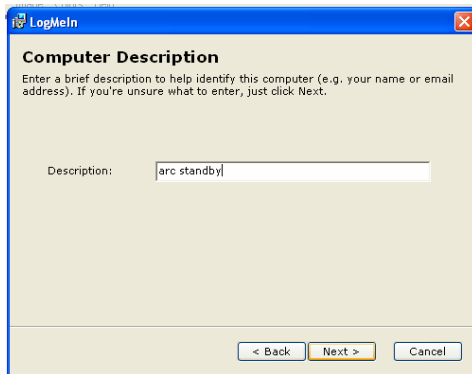 LogMeIn
Computer Description
Enter a brief description to help identify this computer (e.g. your name or email
address). If you're unsure what to enter, just click Next.
Description: arc standby
< Back Next > Cancel